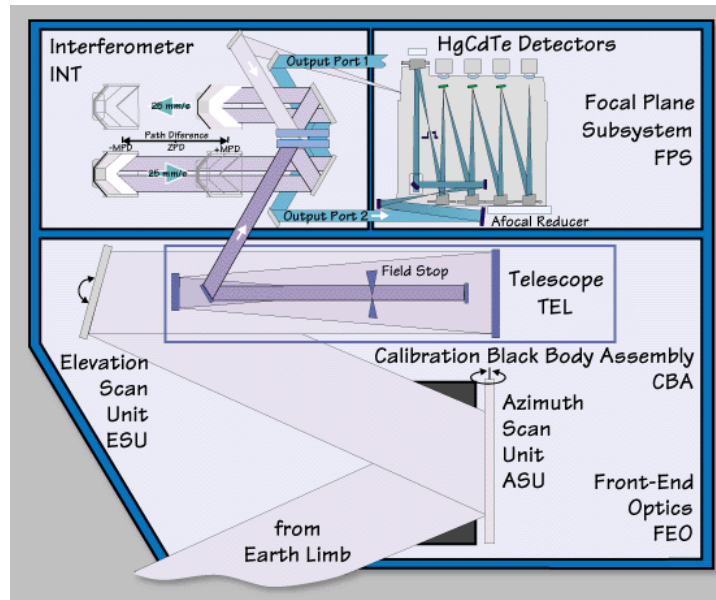 Interferometer
INT
Output Port 1
25 mm/s
Path Diference
-MPD
ZPD
+MPD
25 mm/s
Output Port 2
HgCdTe Detectors
Focal Plane
Subsystem
FPS
Afocal Reducer
Field Stop
Telescope
TEL
Elevation
Scan
Unit
ESU
Calibration Black Body Assembly
CBA
Azimuth
Scan
Unit
ASU
Front-End
Optics
FEO
from
Earth Limb